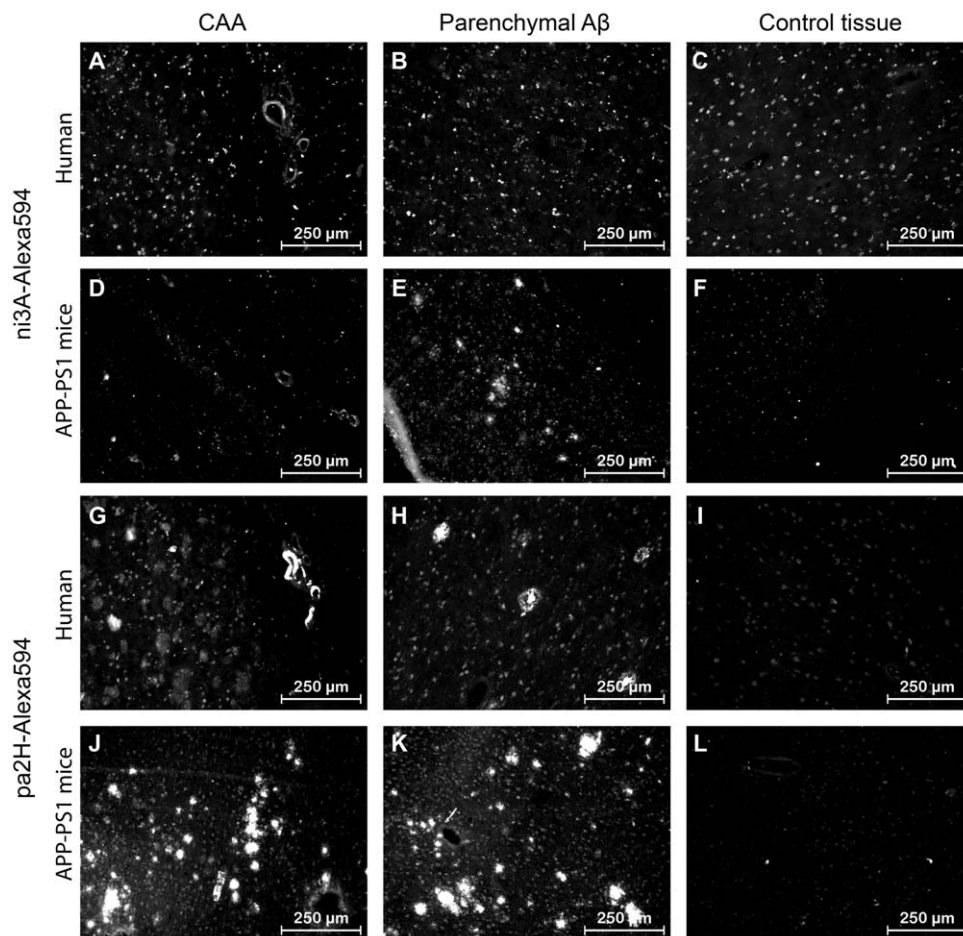 CAA Parenchymal Aβ Control tissue
ni3A-Alexa594
Human
A 250 µm
B 250 µm
C 250 µm
APP-PS1 mice
D 250 µm
E 250 µm
F 250 µm
pa2H-Alexa594
Human
G 250 µm
H 250 µm
I 250 µm
APP-PS1 mice
J 250 µm
K 250 µm
L 250 µm